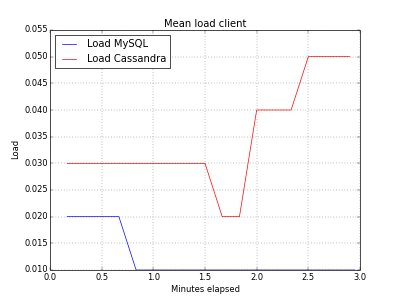 Mean load client
Load MySQL
Load Cassandra
0.055
0.050
0.045
0.040
0.035
0.030
0.025
0.020
0.015
0.010
Load
0.0 0.5 1.0 1.5 2.0 2.5 3.0
Minutes elapsed